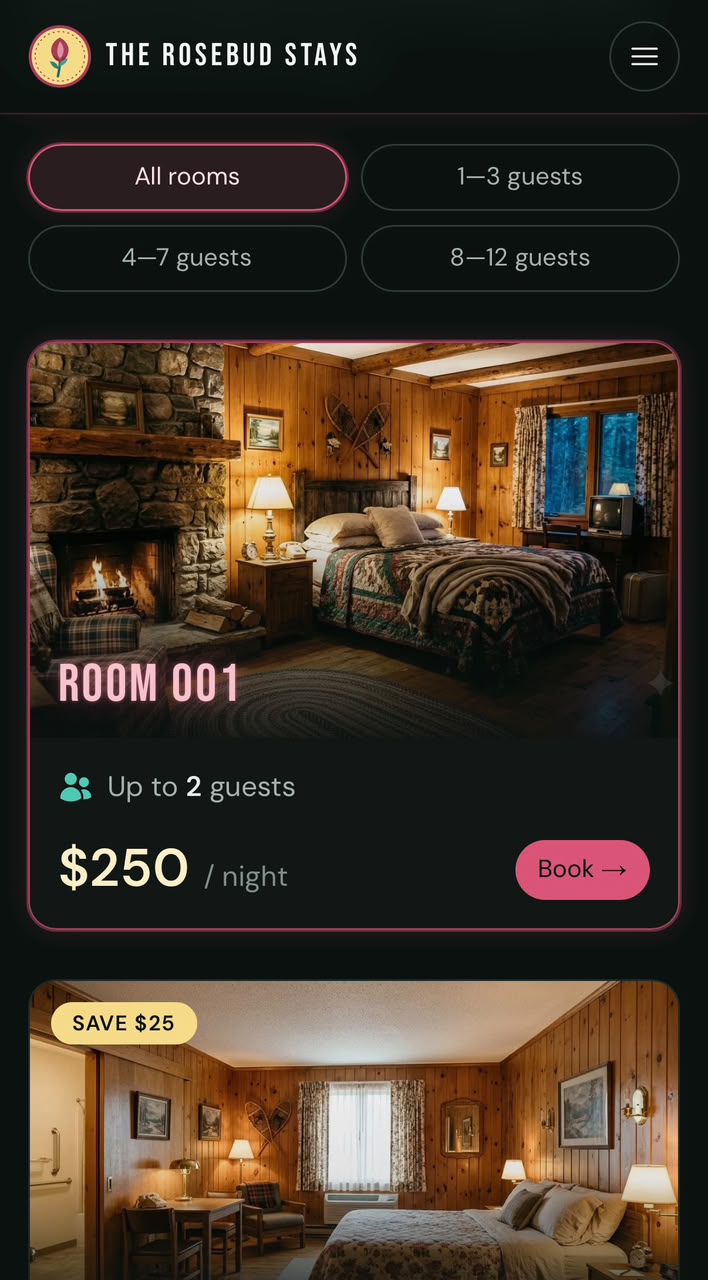 THE ROSEBUD STAYS
All rooms
1—3 guests
4—7 guests
8—12 guests
ROOM 001
Up to 2 guests
$250 / night
Book →
SAVE $25